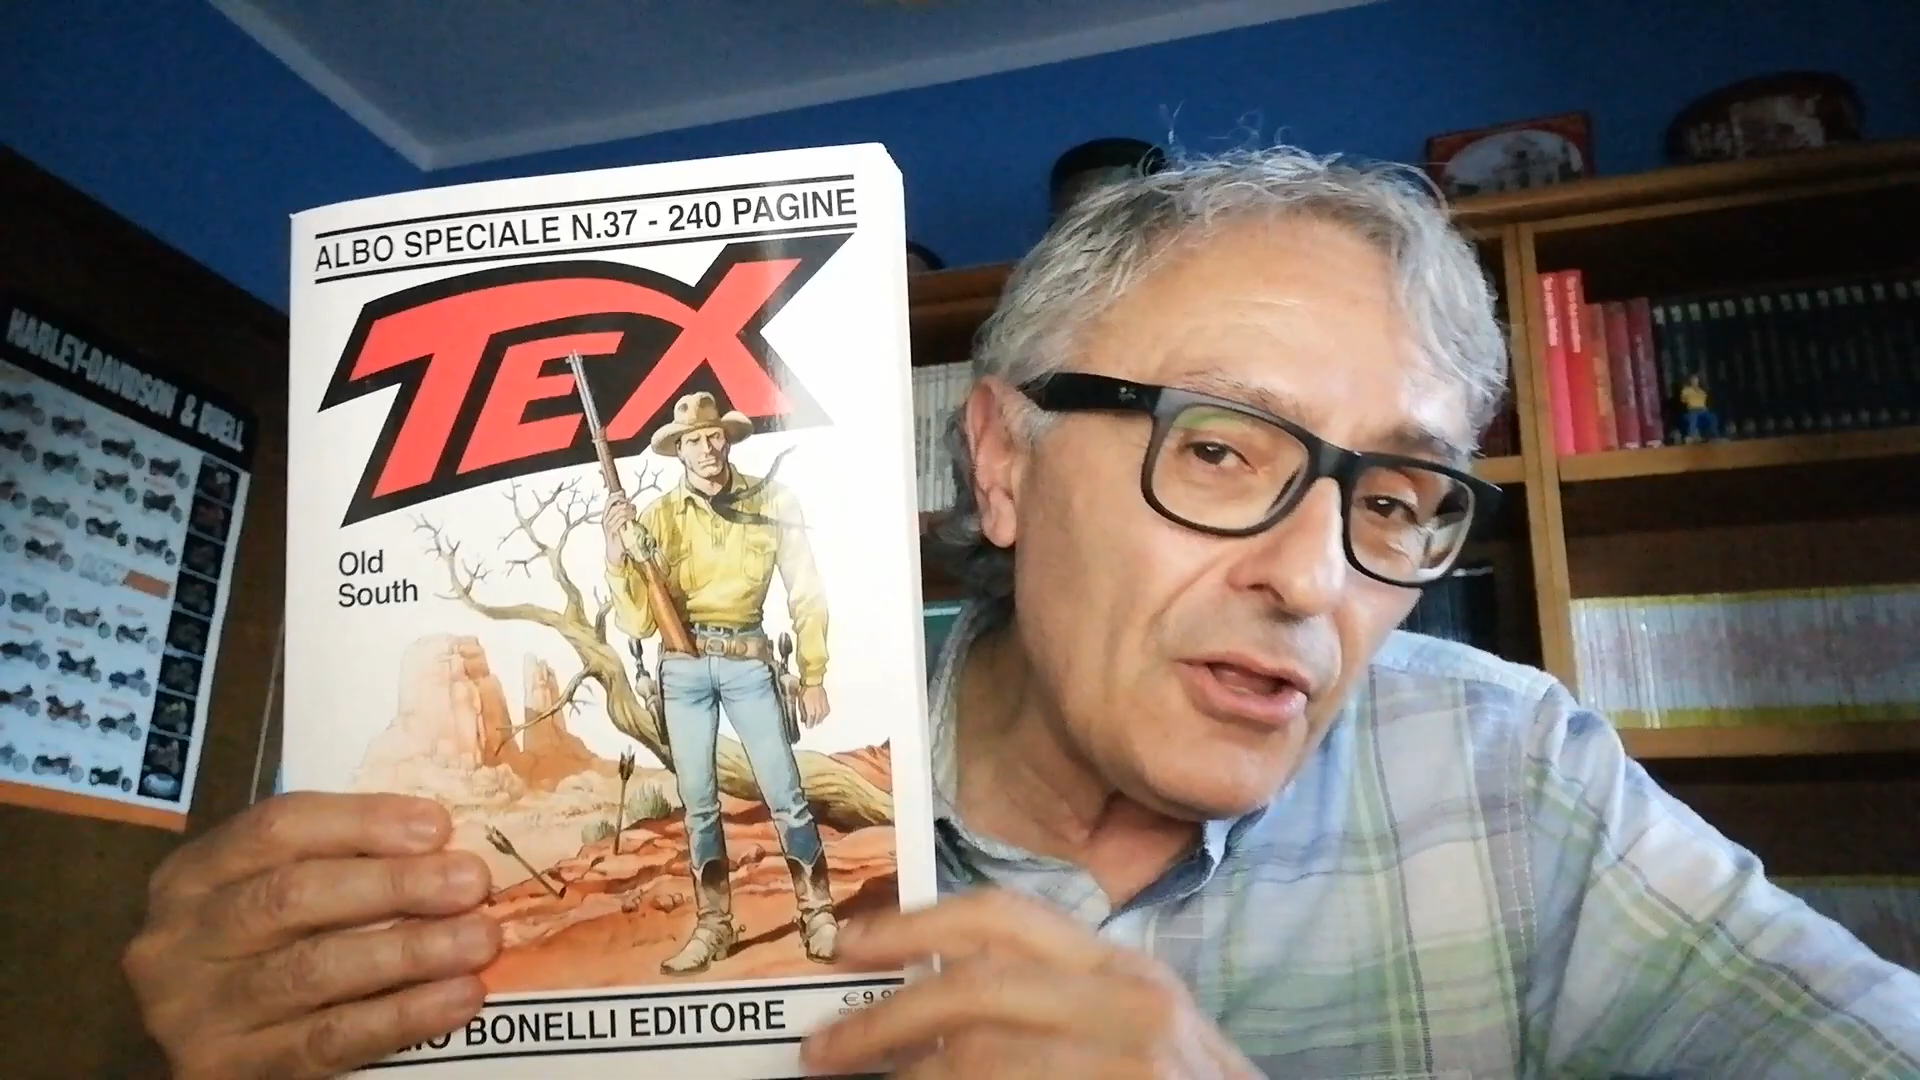 HARLEY-DAVIDSON & BUELL
ALBO SPECIALE N.37 - 240 PAGINE
TEX
Old
South
BONELLI EDITORE